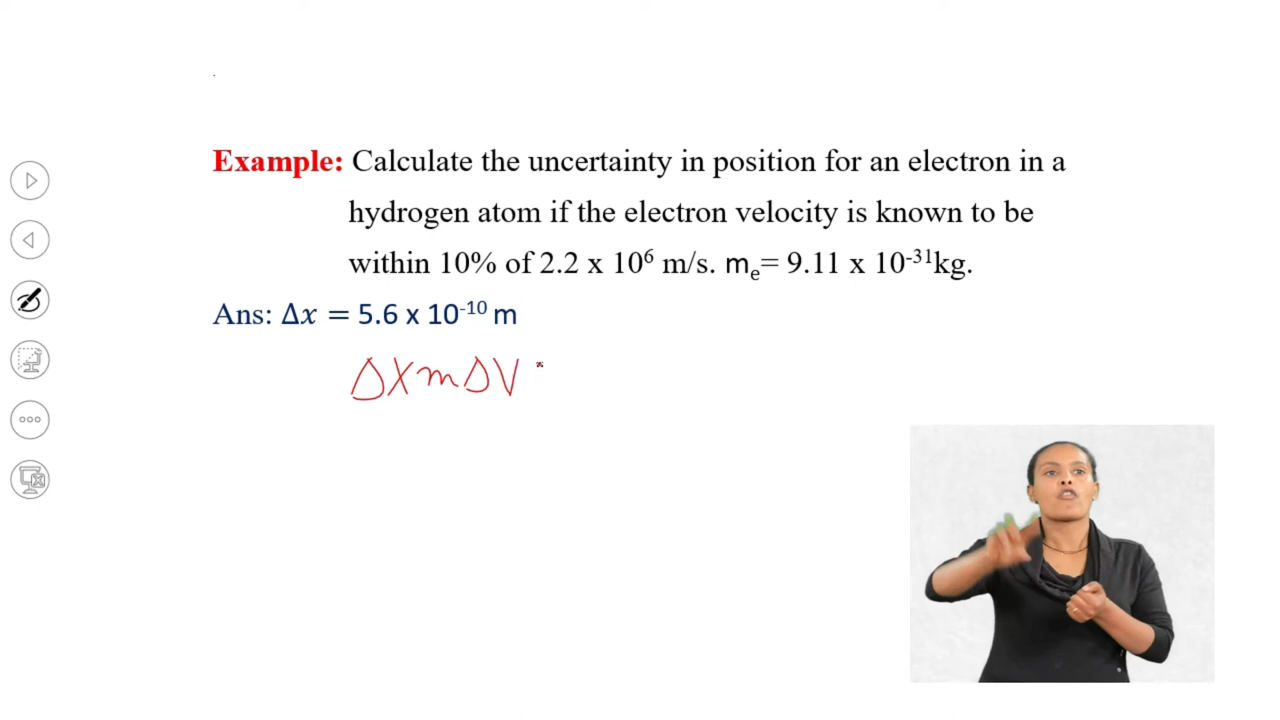 Example: Calculate the uncertainty in position for an electron in a
hydrogen atom if the electron velocity is known to be
within 10% of 2.2 x 10⁶ m/s. mₑ= 9.11 x 10⁻³¹kg.
Ans: Δx = 5.6 x 10⁻¹⁰ m
ΔXmΔV